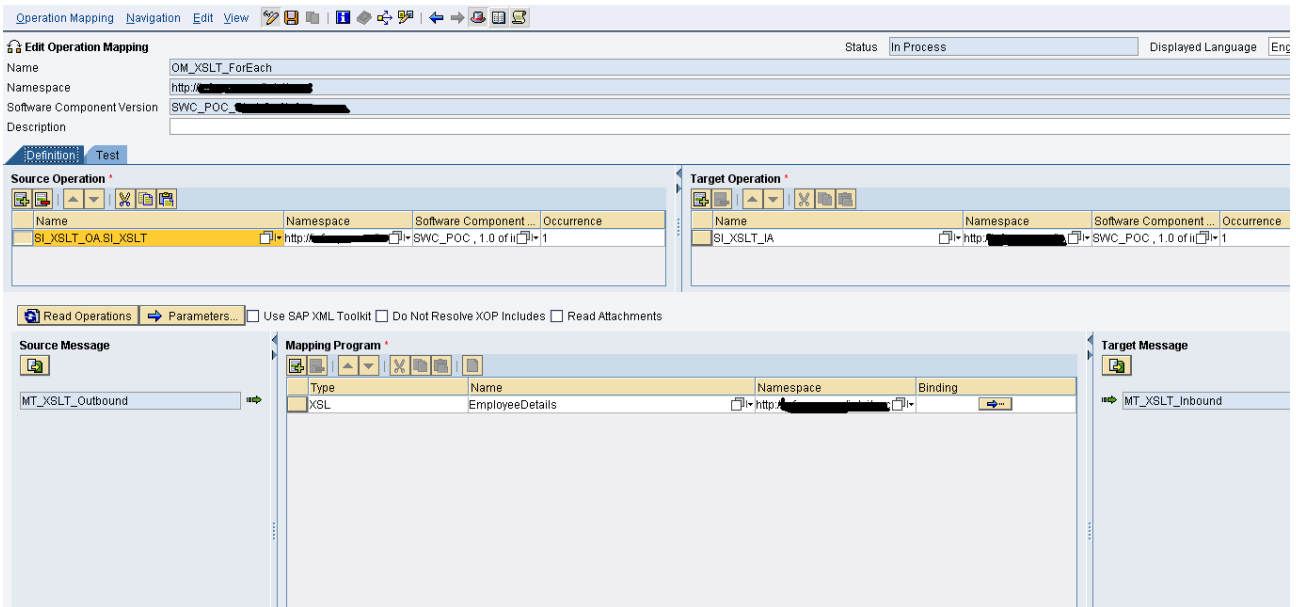 Operation Mapping Navigation Edit View
Edit Operation Mapping Status In Process Displayed Language Eng
Name OM_XSLT_ForEach
Namespace http://
Software Component Version SWC_POC_
Description
Definition Test
Source Operation * Target Operation *
Name Namespace Software Component ... Occurrence Name Namespace Software Component ... Occurrence
SI_XSLT_OA.SI_XSLT http:// SWC_POC , 1.0 of i 1 SI_XSLT_IA http: SWC_POC , 1.0 of i 1
Read Operations Parameters... Use SAP XML Toolkit Do Not Resolve XOP Includes Read Attachments
Source Message Mapping Program * Target Message
Type Name Namespace Binding
MT_XSLT_Outbound XSL EmployeeDetails http:/ MT_XSLT_Inbound